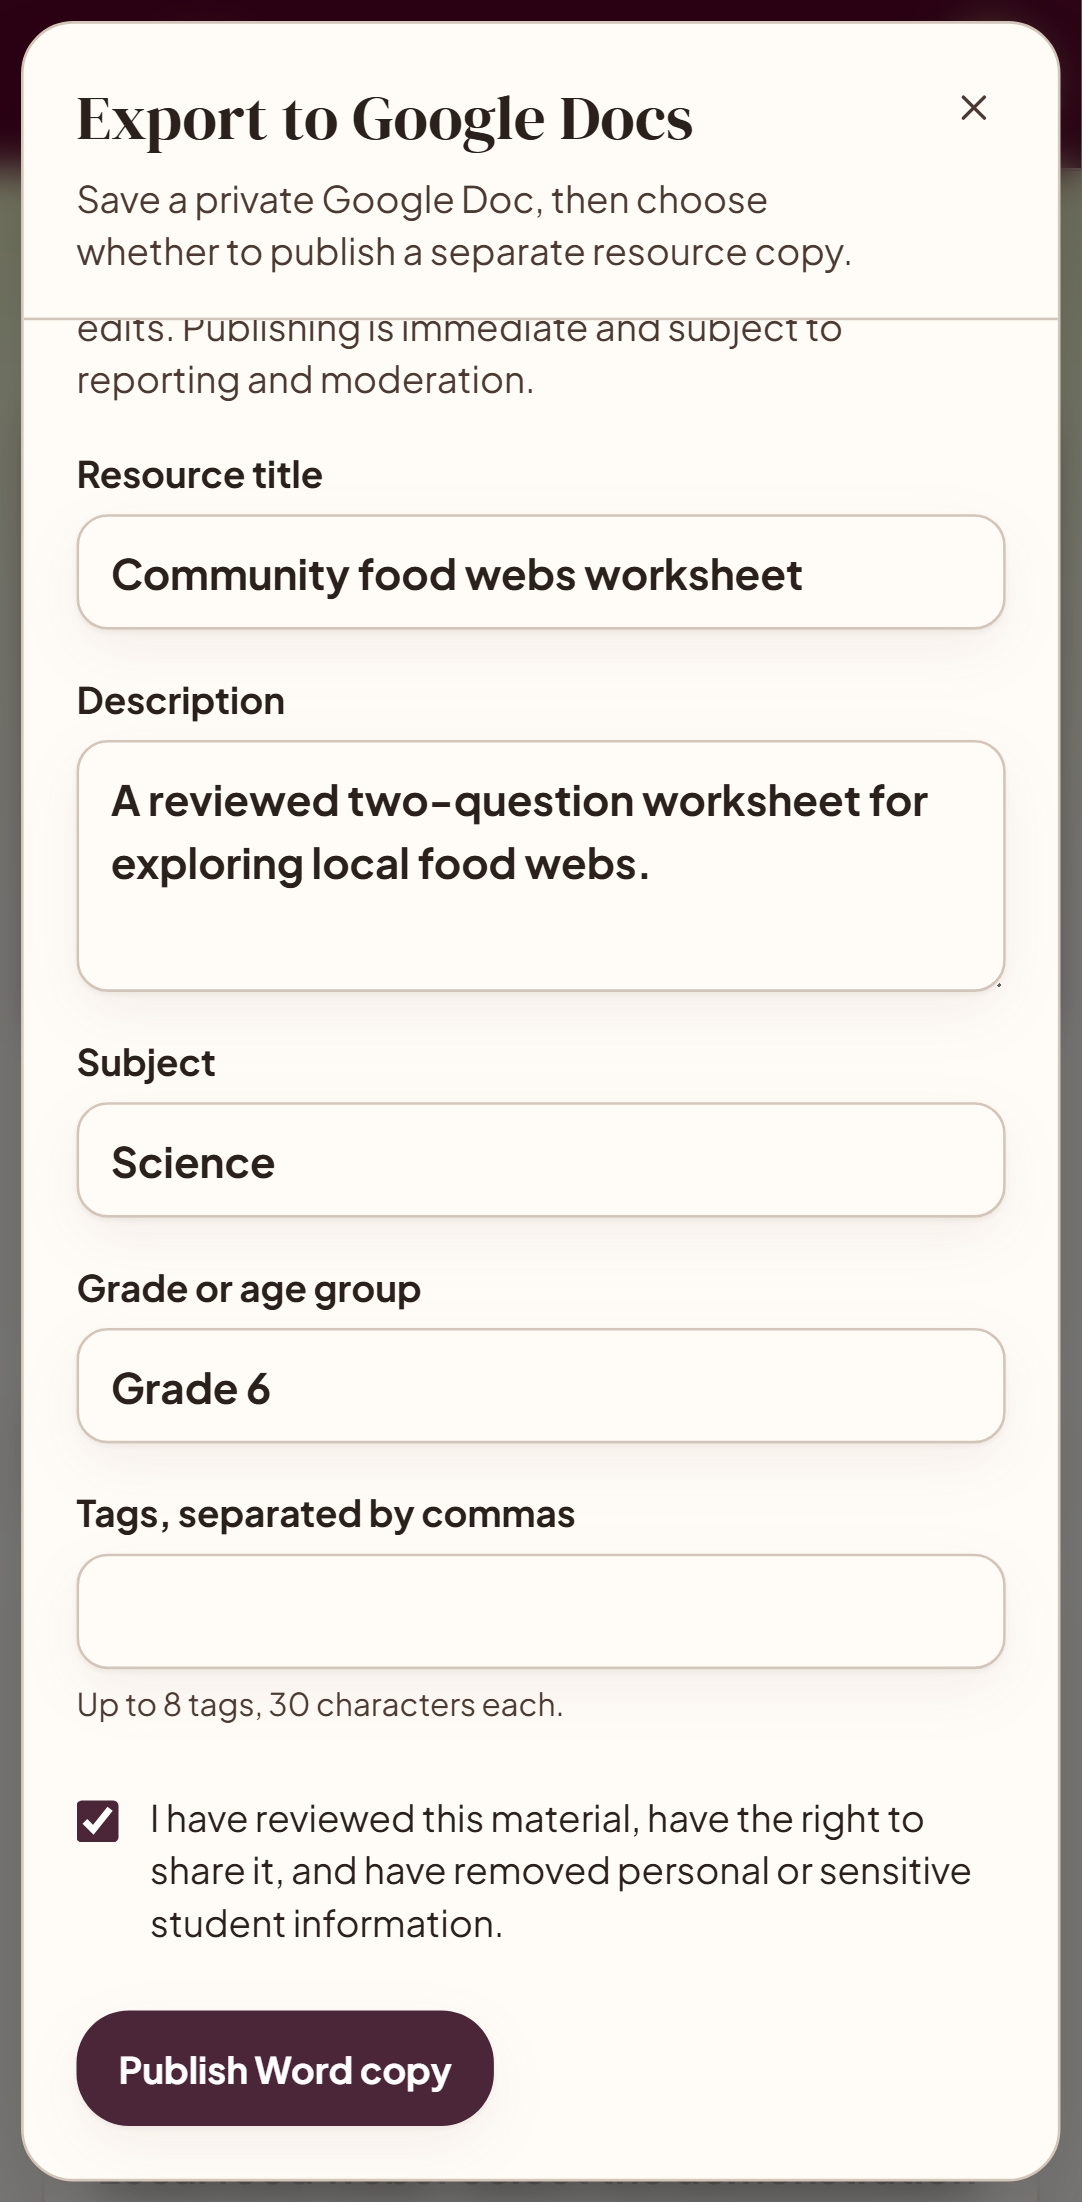 Export to Google Docs
Save a private Google Doc, then choose
whether to publish a separate resource copy.
edits. Publishing is immediate and subject to
reporting and moderation.
Resource title
Community food webs worksheet
Description
A reviewed two-question worksheet for
exploring local food webs.
Subject
Science
Grade or age group
Grade 6
Tags, separated by commas
Up to 8 tags, 30 characters each.
I have reviewed this material, have the right to
share it, and have removed personal or sensitive
student information.
Publish Word copy